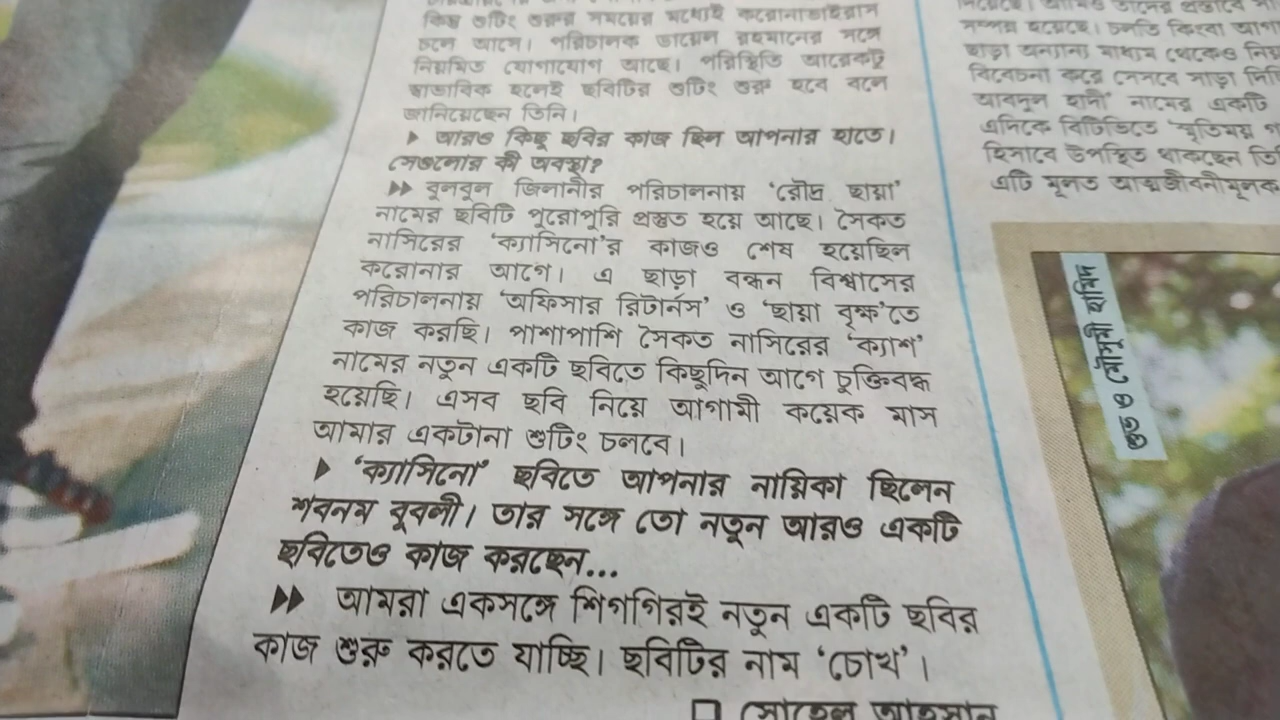 কিন্তু শুটিং শুরুর সময়ের মধ্যেই করোনাভাইরাস
চলে আসে। পরিচালক তায়েল রহমানের সঙ্গে
নিয়মিত যোগাযোগ আছে। পরিস্থিতি আরেকটু
স্বাভাবিক হলেই ছবিটির শুটিং শুরু হবে বলে
জানিয়েছেন তিনি।
▶ আরও কিছু ছবির কাজ ছিল আপনার হাতে।
সেগুলোর কী অবস্থা?
▶▶ বুলবুল জিলানীর পরিচালনায় ‘রৌদ্র ছায়া’
নামের ছবিটি পুরোপুরি প্রস্তুত হয়ে আছে। সৈকত
নাসিরের ‘ক্যাসিনো’র কাজও শেষ হয়েছিল
করোনার আগে। এ ছাড়া বন্ধন বিশ্বাসের
পরিচালনায় ‘অফিসার রিটার্নস’ ও ‘ছায়া বৃক্ষ’তে
কাজ করছি। পাশাপাশি সৈকত নাসিরের ‘ক্যাশ’
নামের নতুন একটি ছবিতে কিছুদিন আগে চুক্তিবদ্ধ
হয়েছি। এসব ছবি নিয়ে আগামী কয়েক মাস
আমার একটানা শুটিং চলবে।
▶ ‘ক্যাসিনো’ ছবিতে আপনার নায়িকা ছিলেন
শবনম বুবলী। তার সঙ্গে তো নতুন আরও একটি
ছবিতেও কাজ করছেন...
▶▶ আমরা একসঙ্গে শিগগিরই নতুন একটি ছবির
কাজ শুরু করতে যাচ্ছি। ছবিটির নাম ‘চোখ’।
□ সোহেল আহসান
সম্পন্ন হয়েছে। চলতি কিংবা
ছাড়া অন্যান্য মাধ্যম থেকেও
বিবেচনা করে সেসবে সাড়া
আবদুল হাদী’ নামের একটি
এদিকে বিটিভিতে ‘স্মৃতিময়
হিসাবে উপস্থিত থাকছেন
এটি মূলত
শুভ ও মৌসুমী হামিদ